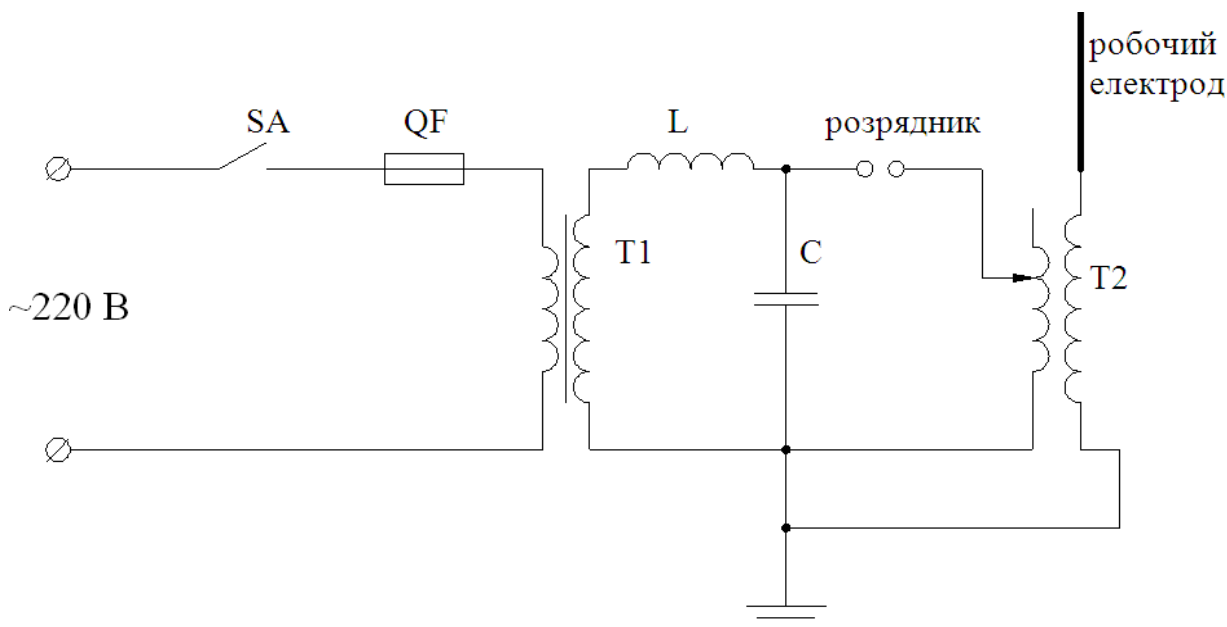 робочий
електрод
SA
QF
L
розрядник
T1
C
T2
~220 В